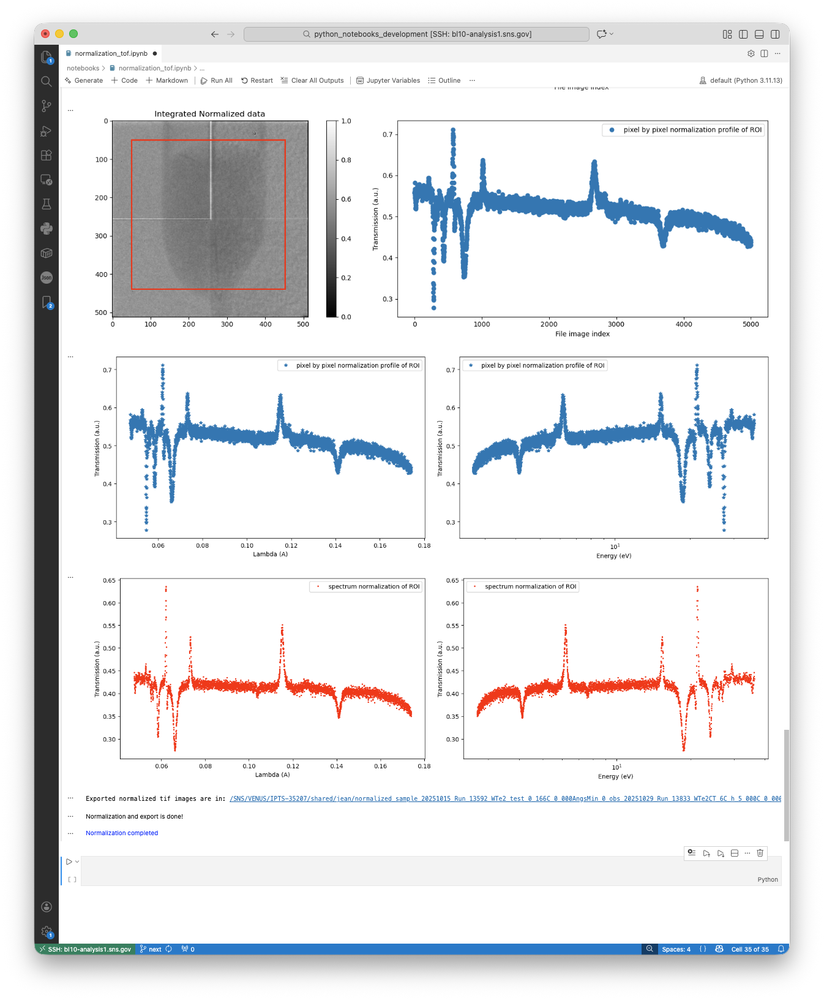 python_notebooks_development [SSH: bl10-analysis1.sns.gov]
normalization_tof.ipynb
notebooks > normalization_tof.ipynb > ...
Generate + Code + Markdown Run All Restart Clear All Outputs Jupyter Variables Outline ... default (Python 3.11.13)
File image index
Integrated Normalized data
0
100
200
300
400
500
0 100 200 300 400 500
1.0
0.8
0.6
0.4
0.2
0.0
pixel by pixel normalization profile of ROI
0.7
0.6
0.5
0.4
0.3
Transmission (a.u.)
0 1000 2000 3000 4000 5000
File image index
pixel by pixel normalization profile of ROI
0.7
0.6
0.5
0.4
0.3
Transmission (a.u.)
0.06 0.08 0.10 0.12 0.14 0.16 0.18
Lambda (A)
pixel by pixel normalization profile of ROI
0.7
0.6
0.5
0.4
0.3
Transmission (a.u.)
10¹
Energy (eV)
spectrum normalization of ROI
0.65
0.60
0.55
0.50
0.45
0.40
0.35
0.30
Transmission (a.u.)
0.06 0.08 0.10 0.12 0.14 0.16 0.18
Lambda (A)
spectrum normalization of ROI
0.65
0.60
0.55
0.50
0.45
0.40
0.35
0.30
Transmission (a.u.)
10¹
Energy (eV)
Exported normalized tif images are in: /SNS/VENUS/IPTS-35207/shared/jean/normalized_sample_20251015_Run_13592_WTe2_test_0_166C_0_000AngsMin_0_obs_20251029_Run_13833_WTe2CT_6C_h_5_000C_0_000
Normalization and export is done!
Normalization completed
[ ]
Python
1
Json
2
1
SSH: bl10-analysis1.sns.gov next 0 Spaces: 4 { } Cell 35 of 35